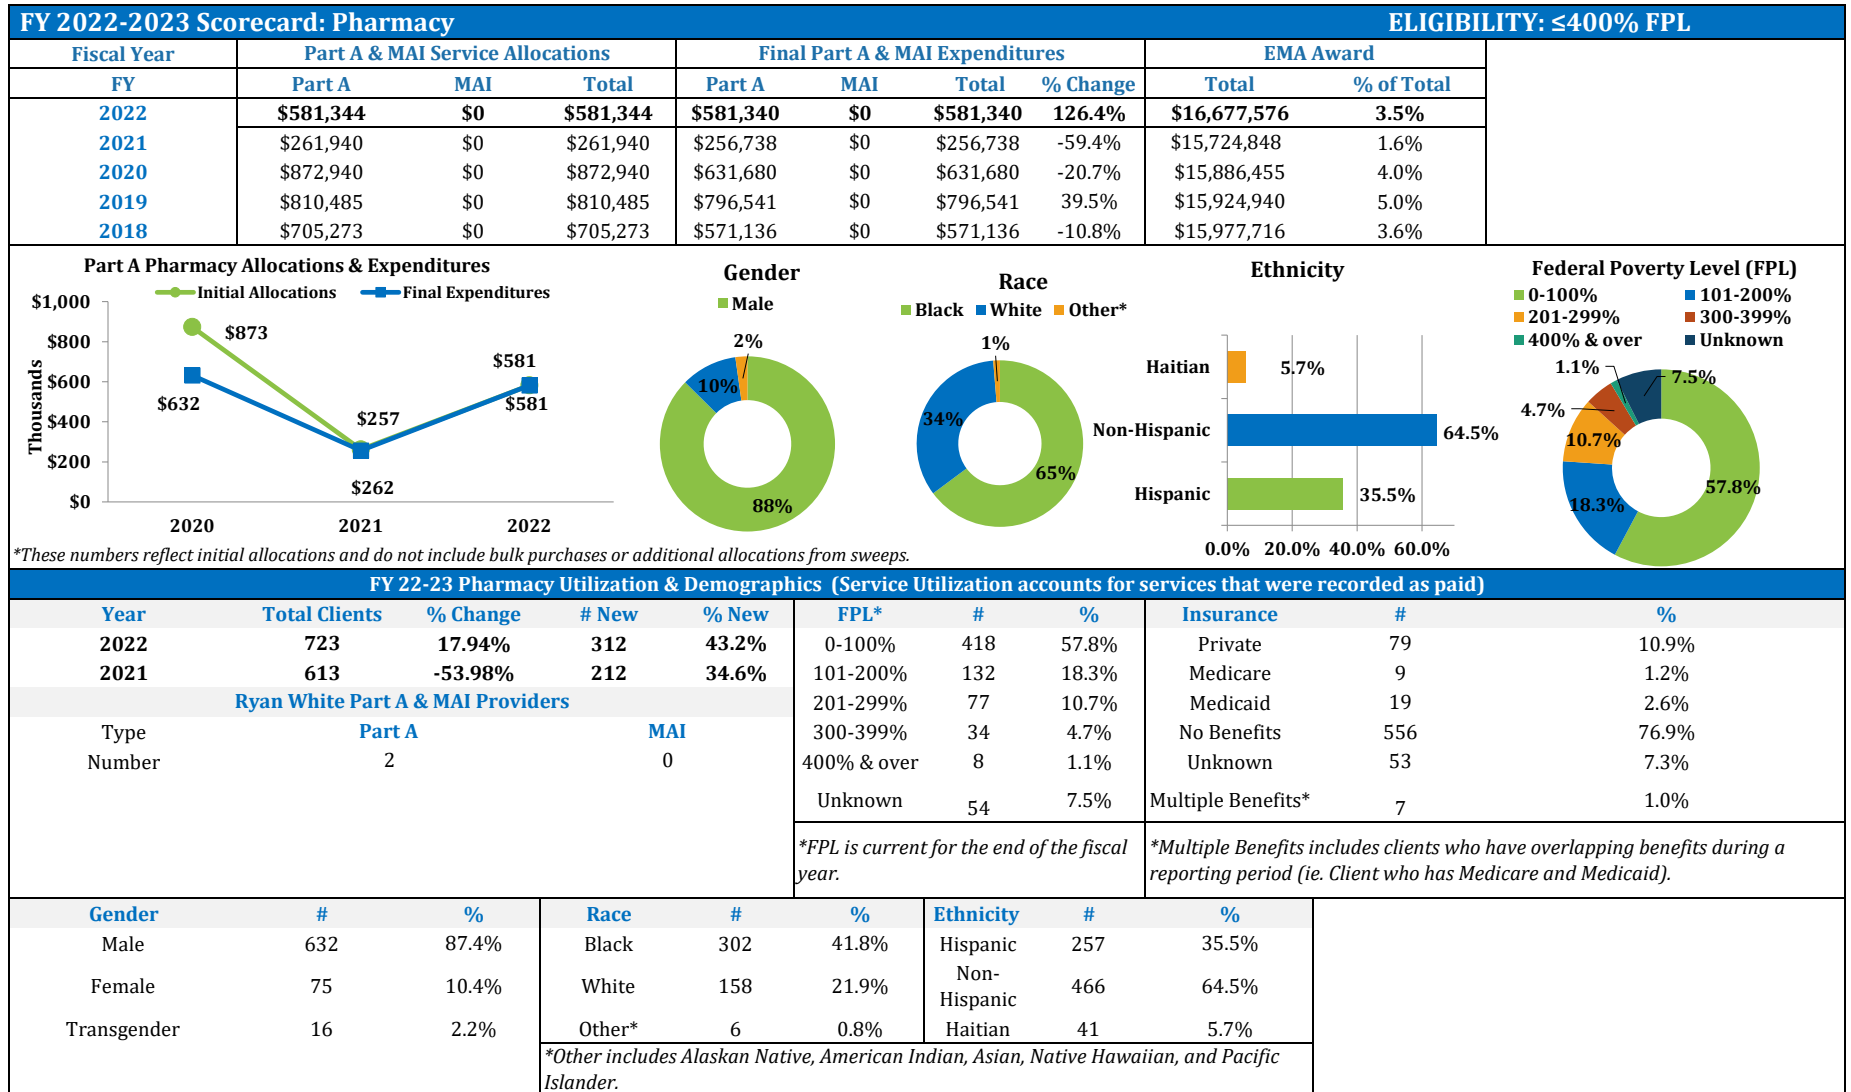 FY 2022-2023 Scorecard: Pharmacy ELIGIBILITY: ≤400% FPL
Fiscal Year Part A & MAI Service Allocations Final Part A & MAI Expenditures EMA Award
FY Part A MAI Total Part A MAI Total % Change Total % of Total
2022 $581,344 $0 $581,344 $581,340 $0 $581,340 126.4% $16,677,576 3.5%
2021 $261,940 $0 $261,940 $256,738 $0 $256,738 -59.4% $15,724,848 1.6%
2020 $872,940 $0 $872,940 $631,680 $0 $631,680 -20.7% $15,886,455 4.0%
2019 $810,485 $0 $810,485 $796,541 $0 $796,541 39.5% $15,924,940 5.0%
2018 $705,273 $0 $705,273 $571,136 $0 $571,136 -10.8% $15,977,716 3.6%
Part A Pharmacy Allocations & Expenditures
Initial Allocations Final Expenditures
Thousands
$1,000
$800
$600
$400
$200
$0
$873
$632
$257
$262
$581
$581
2020 2021 2022
Gender
Male
2%
10%
88%
Race
Black White Other*
1%
34%
65%
Ethnicity
Haitian 5.7%
Non-Hispanic 64.5%
Hispanic 35.5%
0.0% 20.0% 40.0% 60.0%
Federal Poverty Level (FPL)
0-100% 101-200%
201-299% 300-399%
400% & over Unknown
1.1% 7.5%
4.7%
10.7%
18.3%
57.8%
*These numbers reflect initial allocations and do not include bulk purchases or additional allocations from sweeps.
FY 22-23 Pharmacy Utilization & Demographics (Service Utilization accounts for services that were recorded as paid)
Year Total Clients % Change # New % New
2022 723 17.94% 312 43.2%
2021 613 -53.98% 212 34.6%
Ryan White Part A & MAI Providers
Type Part A MAI
Number 2 0
FPL* # %
0-100% 418 57.8%
101-200% 132 18.3%
201-299% 77 10.7%
300-399% 34 4.7%
400% & over 8 1.1%
Unknown 54 7.5%
*FPL is current for the end of the fiscal
year.
Insurance # %
Private 79 10.9%
Medicare 9 1.2%
Medicaid 19 2.6%
No Benefits 556 76.9%
Unknown 53 7.3%
Multiple Benefits* 7 1.0%
*Multiple Benefits includes clients who have overlapping benefits during a
reporting period (ie. Client who has Medicare and Medicaid).
Gender # %
Male 632 87.4%
Female 75 10.4%
Transgender 16 2.2%
Race # %
Black 302 41.8%
White 158 21.9%
Other* 6 0.8%
Ethnicity # %
Hispanic 257 35.5%
Non-
Hispanic 466 64.5%
Haitian 41 5.7%
*Other includes Alaskan Native, American Indian, Asian, Native Hawaiian, and Pacific
Islander.